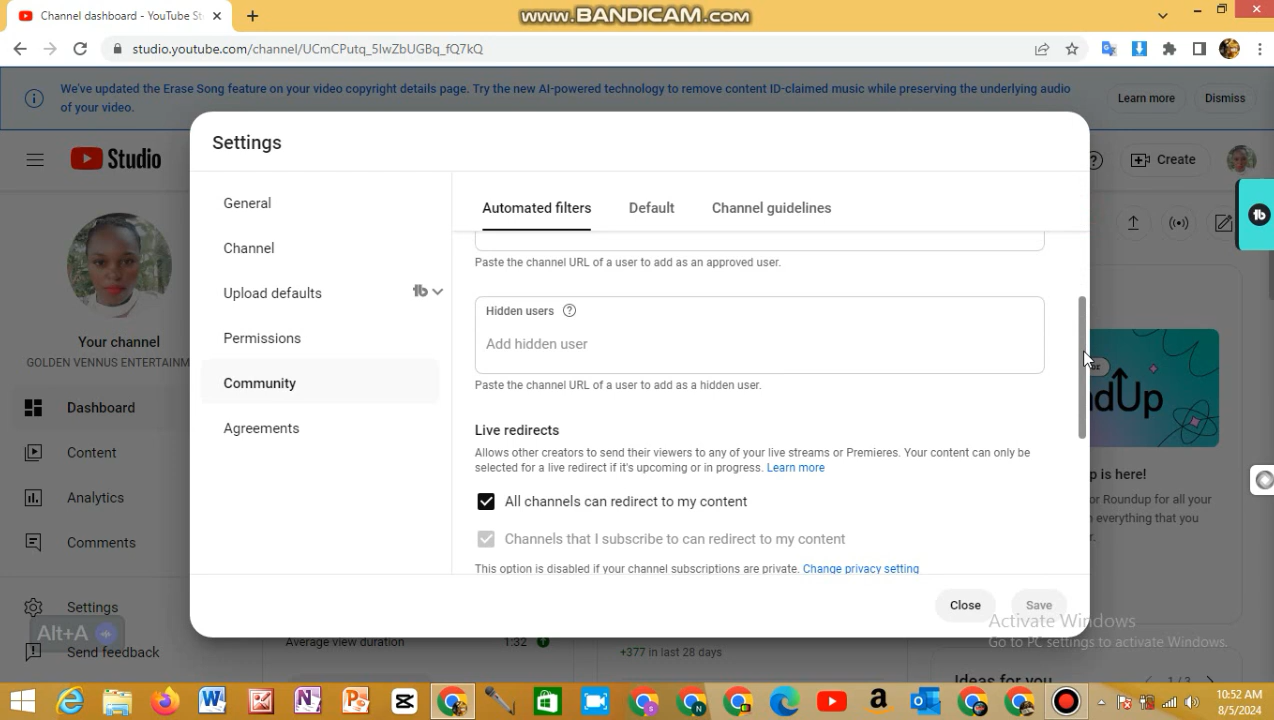 www.BANDICAM.com
Channel dashboard - YouTube St
studio.youtube.com/channel/UCmCPutq_5IwZbUGBq_fQ7kQ
We've updated the Erase Song feature on your video copyright details page. Try the new AI-powered technology to remove content ID-claimed music while preserving the underlying audio
of your video.
Learn more
Dismiss
Studio
Create
Settings
General
Channel
Upload defaults
Permissions
Community
Agreements
Automated filters
Default
Channel guidelines
Paste the channel URL of a user to add as an approved user.
Hidden users
Add hidden user
Paste the channel URL of a user to add as a hidden user.
Live redirects
Allows other creators to send their viewers to any of your live streams or Premieres. Your content can only be
selected for a live redirect if it's upcoming or in progress. Learn more
All channels can redirect to my content
Channels that I subscribe to can redirect to my content
This option is disabled if your channel subscriptions are private. Change privacy setting
Close
Save
Your channel
GOLDEN VENNUS ENTERTAINM
Dashboard
Content
Analytics
Comments
Settings
Send feedback
Alt+A
Average view duration
1:32
+377 in last 28 days
Ideas for you
1 / 3
or
ndUp
p is here!
or Roundup for all your
everything that you
Activate Windows
Go to PC settings to activate Windows.
10:52 AM
8/5/2024